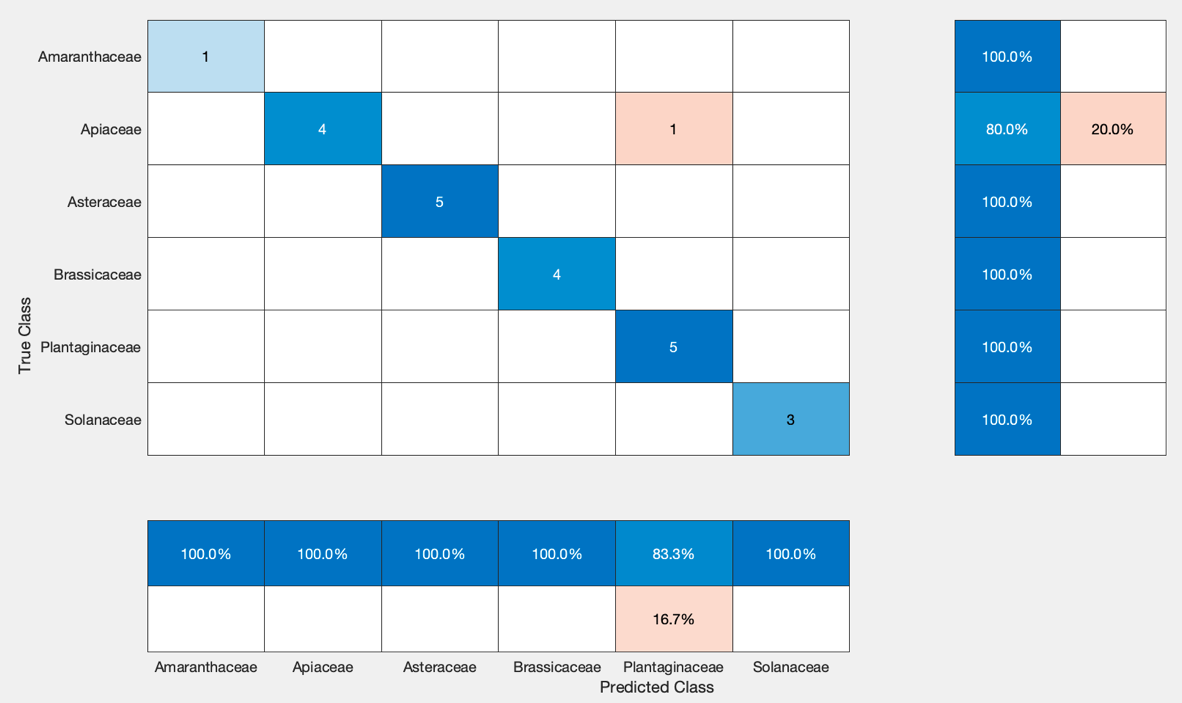 Amaranthaceae 1 100.0%
Apiaceae 4 1 80.0% 20.0%
Asteraceae 5 100.0%
Brassicaceae 4 100.0%
True Class
Plantaginaceae 5 100.0%
Solanaceae 3 100.0%
100.0% 100.0% 100.0% 100.0% 83.3% 100.0%
16.7%
Amaranthaceae Apiaceae Asteraceae Brassicaceae Plantaginaceae Solanaceae
Predicted Class